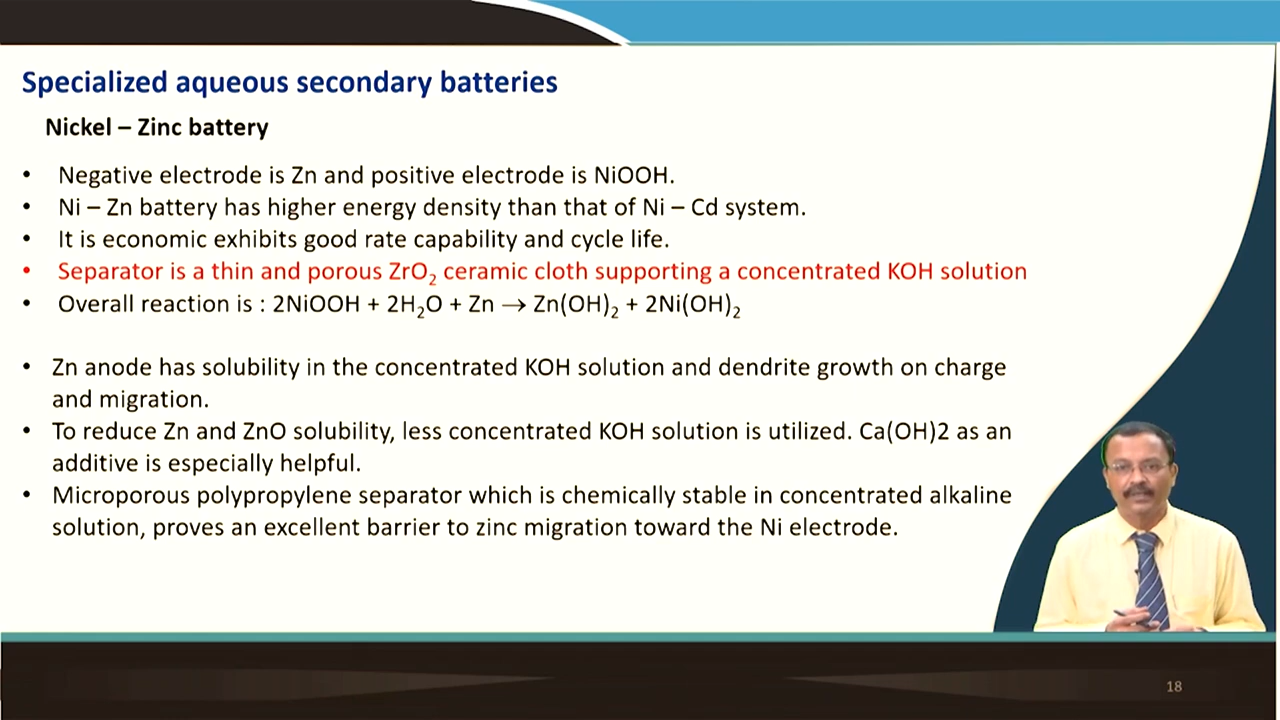 Specialized aqueous secondary batteries
Nickel – Zinc battery
• Negative electrode is Zn and positive electrode is NiOOH.
• Ni – Zn battery has higher energy density than that of Ni – Cd system.
• It is economic exhibits good rate capability and cycle life.
• Separator is a thin and porous ZrO₂ ceramic cloth supporting a concentrated KOH solution
• Overall reaction is : 2NiOOH + 2H₂O + Zn → Zn(OH)₂ + 2Ni(OH)₂
• Zn anode has solubility in the concentrated KOH solution and dendrite growth on charge
and migration.
• To reduce Zn and ZnO solubility, less concentrated KOH solution is utilized. Ca(OH)2 as an
additive is especially helpful.
• Microporous polypropylene separator which is chemically stable in concentrated alkaline
solution, proves an excellent barrier to zinc migration toward the Ni electrode.
18